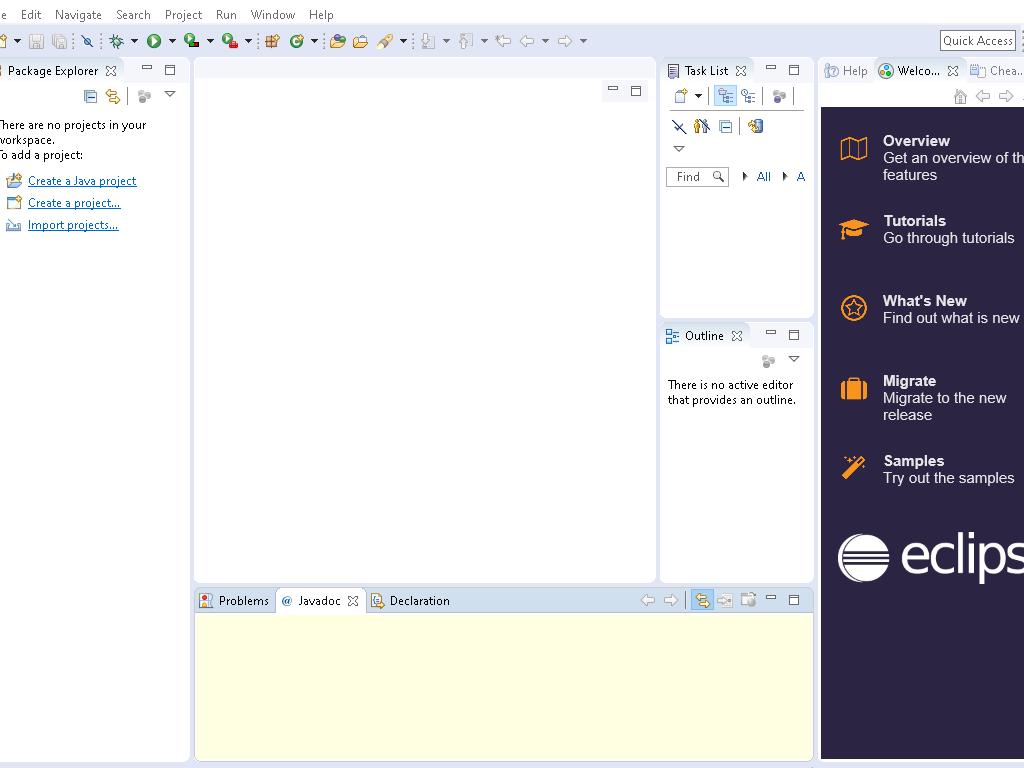 e Edit Navigate Search Project Run Window Help
Quick Access
Package Explorer
There are no projects in your
workspace.
To add a project:
Create a Java project
Create a project...
Import projects...
Task List
Find All A
Outline
There is no active editor
that provides an outline.
Problems @ Javadoc Declaration
Help Welco... Chea...
Overview
Get an overview of th
features
Tutorials
Go through tutorials
What's New
Find out what is new
Migrate
Migrate to the new
release
Samples
Try out the samples
eclips